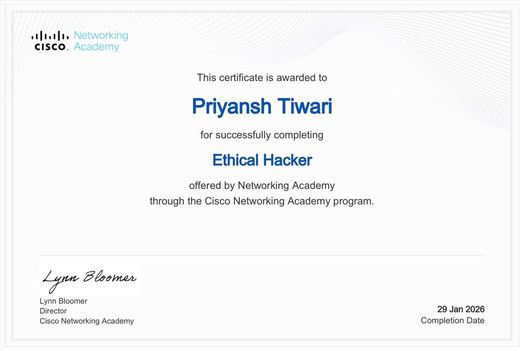 CISCO.
Networking
Academy
This certificate is awarded to
Priyansh Tiwari
for successfully completing
Ethical Hacker
offered by Networking Academy
through the Cisco Networking Academy program.
Lynn Bloomer
Lynn Bloomer
Director
Cisco Networking Academy
29 Jan 2026
Completion Date